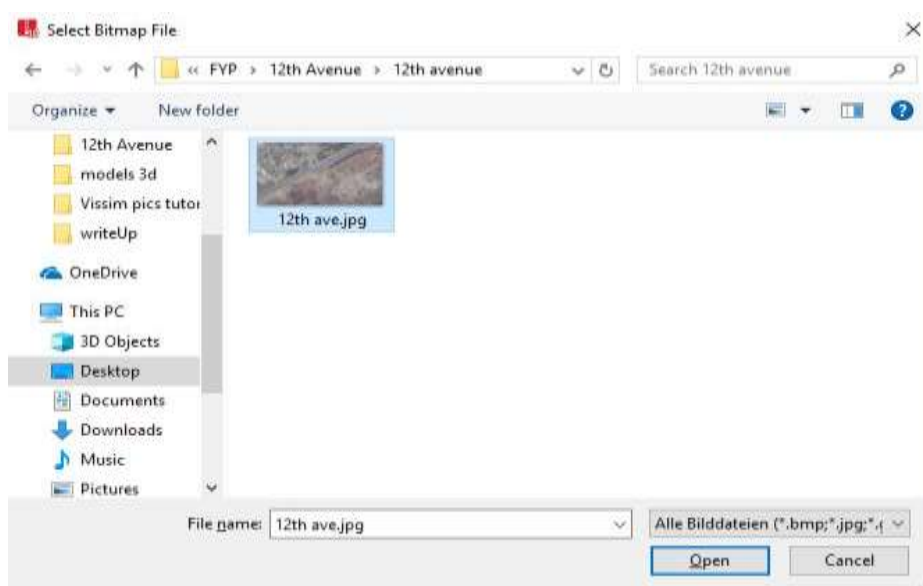 Select Bitmap File
« FYP > 12th Avenue > 12th avenue
Search 12th avenue
Organize
New folder
12th Avenue
models 3d
Vissim pics tutor
writeUp
OneDrive
This PC
3D Objects
Desktop
Documents
Downloads
Music
Pictures
12th ave.jpg
File name: 12th ave.jpg
Alle Bilddateien (*.bmp;*.jpg;*.
Open
Cancel